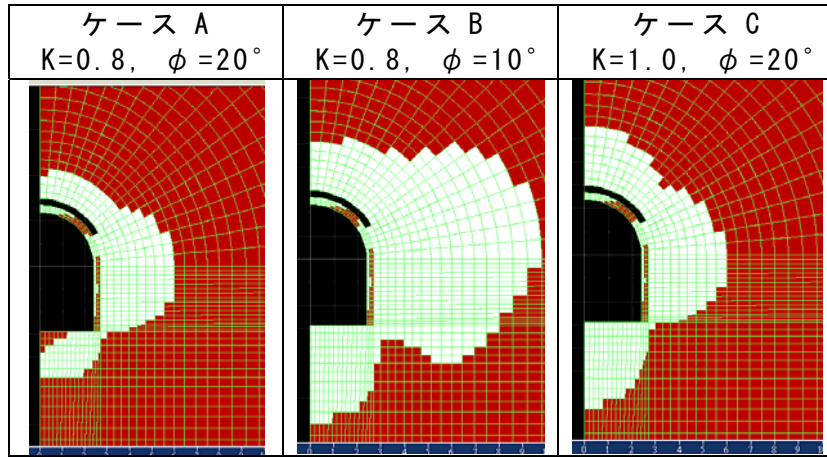 ケース A
K=0.8, φ=20°
ケース B
K=0.8, φ=10°
ケース C
K=1.0, φ=20°